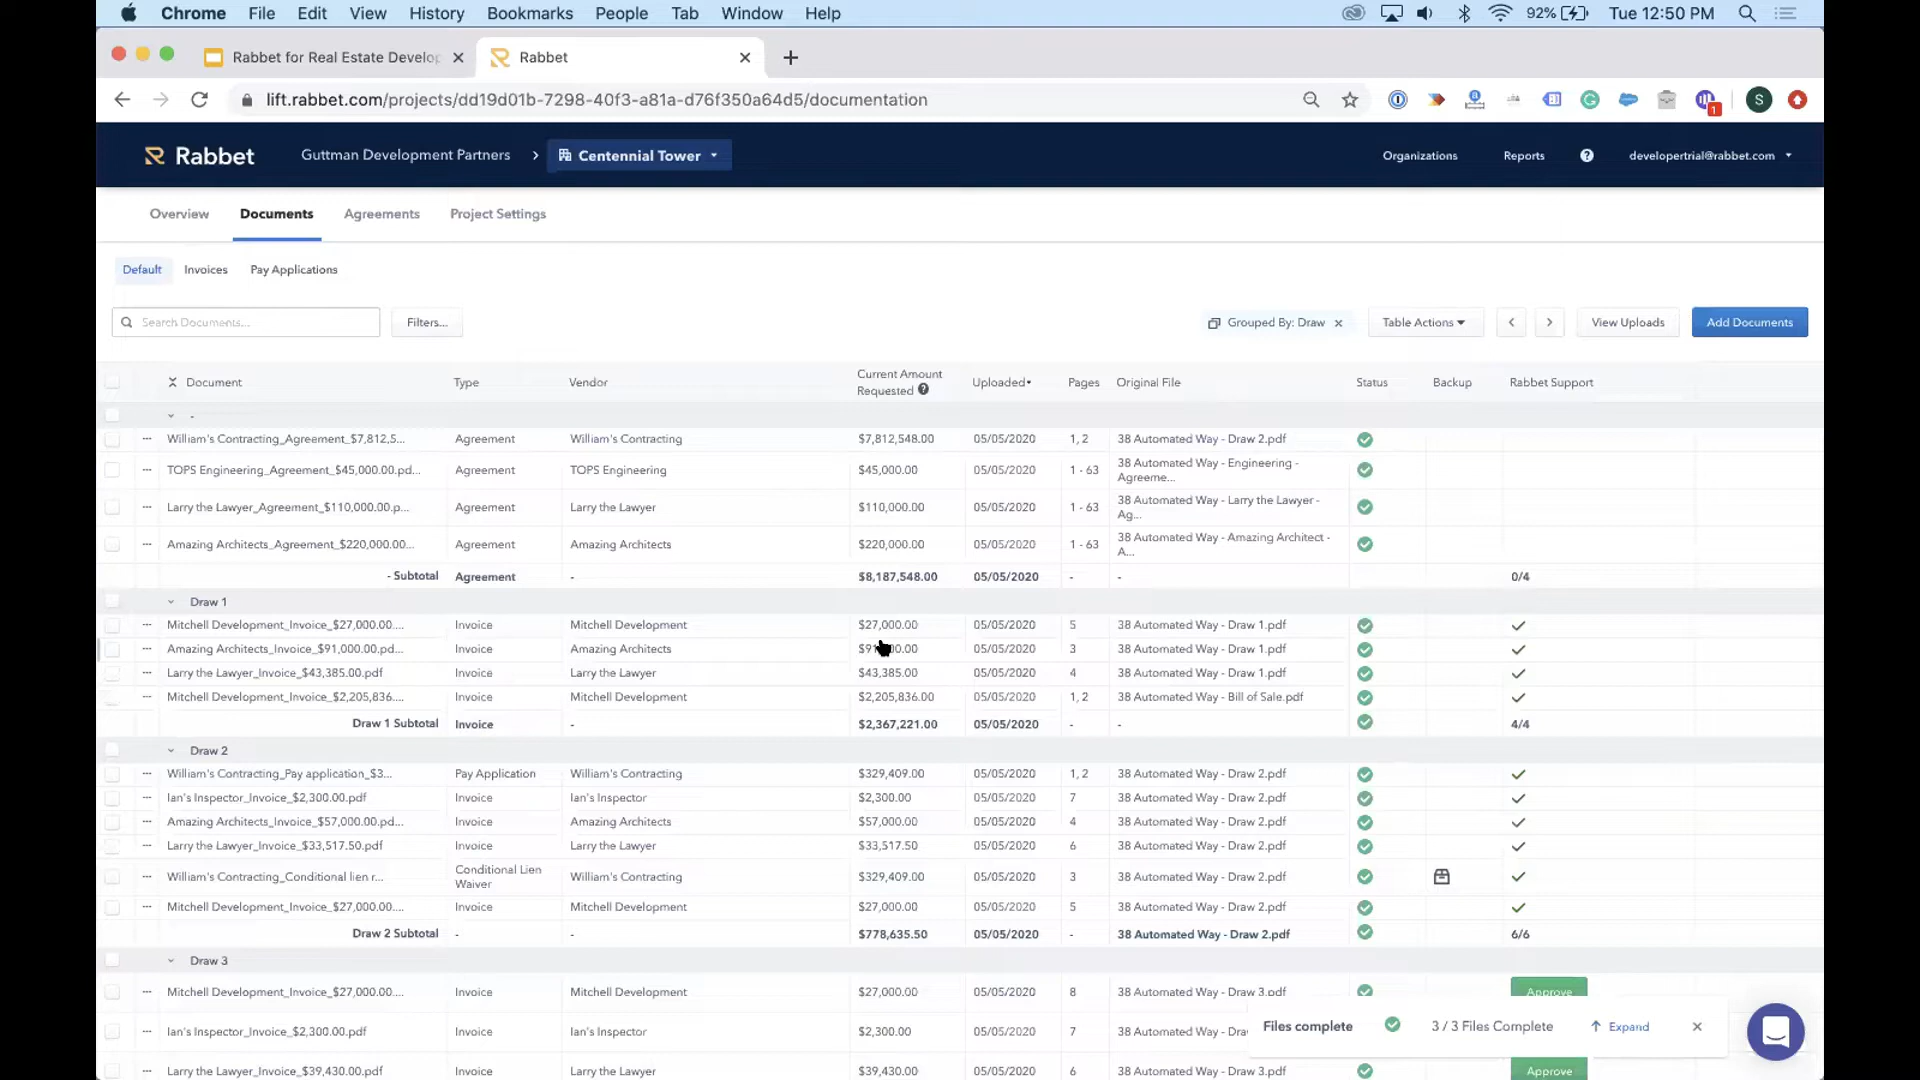 Chrome File Edit View History Bookmarks People Tab Window Help 92% Tue 12:50 PM
Rabbet for Real Estate Develop Rabbet
lift.rabbet.com/projects/dd19d01b-7298-40f3-a81a-d76f350a64d5/documentation S 1
Rabbet Guttman Development Partners > Centennial Tower Organizations Reports ? developertrial@rabbet.com
Overview Documents Agreements Project Settings
Default Invoices Pay Applications
Search Documents... Filters... Grouped By: Draw × Table Actions < > View Uploads Add Documents
Document Type Vendor Current Amount Requested ? Uploaded Pages Original File Status Backup Rabbet Support
-
William's Contracting_Agreement_$7,812,5... Agreement William's Contracting $7,812,548.00 05/05/2020 1, 2 38 Automated Way - Draw 2.pdf
TOPS Engineering_Agreement_$45,000.00.pd... Agreement TOPS Engineering $45,000.00 05/05/2020 1 - 63 38 Automated Way - Engineering - Agreeme...
Larry the Lawyer_Agreement_$110,000.00.p... Agreement Larry the Lawyer $110,000.00 05/05/2020 1 - 63 38 Automated Way - Larry the Lawyer - Ag...
Amazing Architects_Agreement_$220,000.00... Agreement Amazing Architects $220,000.00 05/05/2020 1 - 63 38 Automated Way - Amazing Architect - A...
- Subtotal Agreement - $8,187,548.00 05/05/2020 - - 0/4
Draw 1
Mitchell Development_Invoice_$27,000.00.... Invoice Mitchell Development $27,000.00 05/05/2020 5 38 Automated Way - Draw 1.pdf
Amazing Architects_Invoice_$91,000.00.pd... Invoice Amazing Architects 05/05/2020 3 38 Automated Way - Draw 1.pdf
Larry the Lawyer_Invoice_$43,385.00.pdf Invoice Larry the Lawyer $43,385.00 05/05/2020 4 38 Automated Way - Draw 1.pdf
Mitchell Development_Invoice_$2,205,836.... Invoice Mitchell Development $2,205,836.00 05/05/2020 1, 2 38 Automated Way - Bill of Sale.pdf
Draw 1 Subtotal Invoice - $2,367,221.00 05/05/2020 - - 4/4
Draw 2
William's Contracting_Pay application_$3... Pay Application William's Contracting $329,409.00 05/05/2020 1, 2 38 Automated Way - Draw 2.pdf
Ian's Inspector_Invoice_$2,300.00.pdf Invoice Ian's Inspector $2,300.00 05/05/2020 7 38 Automated Way - Draw 2.pdf
Amazing Architects_Invoice_$57,000.00.pd... Invoice Amazing Architects $57,000.00 05/05/2020 4 38 Automated Way - Draw 2.pdf
Larry the Lawyer_Invoice_$33,517.50.pdf Invoice Larry the Lawyer $33,517.50 05/05/2020 6 38 Automated Way - Draw 2.pdf
William's Contracting_Conditional lien r... Conditional Lien Waiver William's Contracting $329,409.00 05/05/2020 3 38 Automated Way - Draw 2.pdf
Mitchell Development_Invoice_$27,000.00.... Invoice Mitchell Development $27,000.00 05/05/2020 5 38 Automated Way - Draw 2.pdf
Draw 2 Subtotal - - $778,635.50 05/05/2020 - 38 Automated Way - Draw 2.pdf 6/6
Draw 3
Mitchell Development_Invoice_$27,000.00.... Invoice Mitchell Development $27,000.00 05/05/2020 8 38 Automated Way - Draw 3.pdf Approve
Ian's Inspector_Invoice_$2,300.00.pdf Invoice Ian's Inspector $2,300.00 05/05/2020 7 38 Automated Way - Dra
Files complete 3 / 3 Files Complete Expand ×
Larry the Lawyer_Invoice_$39,430.00.pdf Invoice Larry the Lawyer $39,430.00 05/05/2020 6 38 Automated Way - Draw 3.pdf Approve